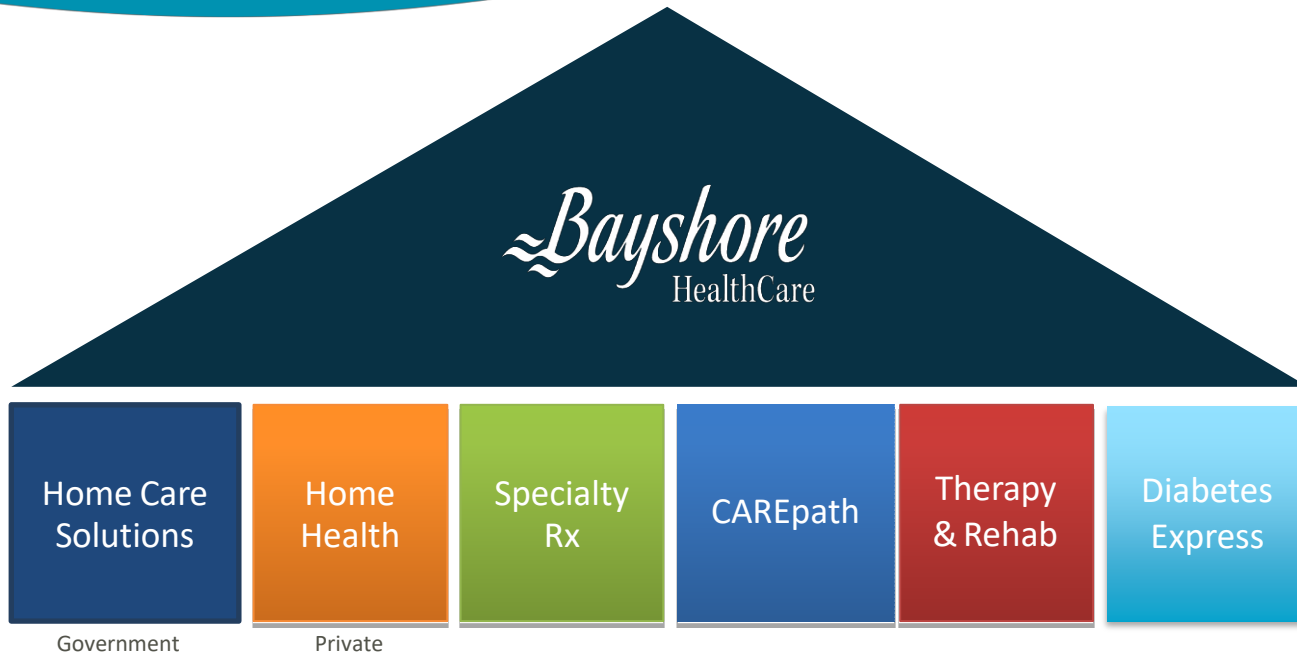 Bayshore
HealthCare
Home Care
Solutions
Home
Health
Specialty
Rx
CAREpath
Therapy
& Rehab
Diabetes
Express
Government
Private